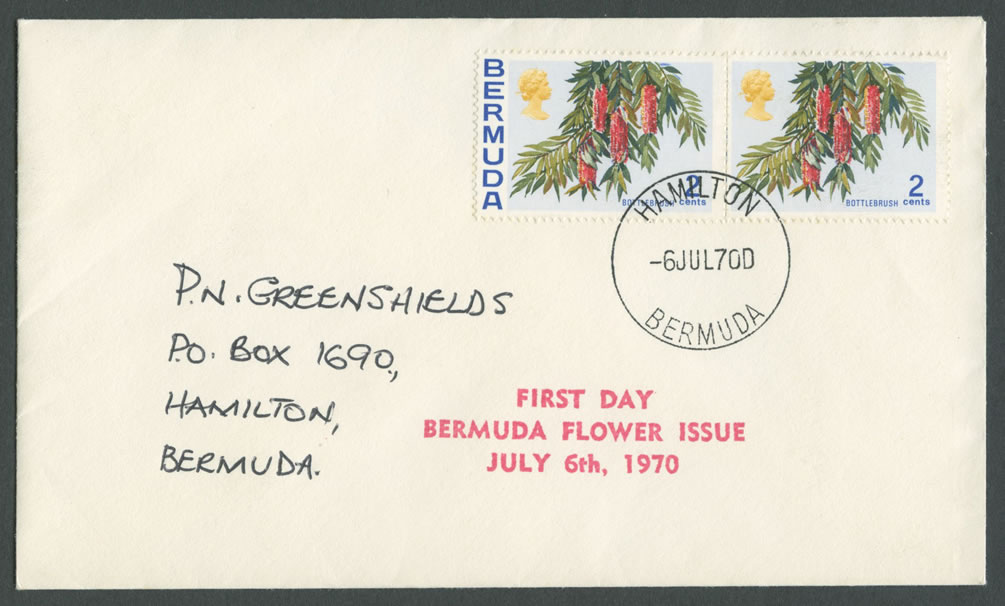 BERMUDA
2
BOTTLEBRUSH cents
2
BOTTLEBRUSH cents
HAMILTON
-6JUL70D
BERMUDA
P.N. GREENSHIELDS
P.O. BOX 1690,
HAMILTON,
BERMUDA.
FIRST DAY
BERMUDA FLOWER ISSUE
JULY 6th, 1970